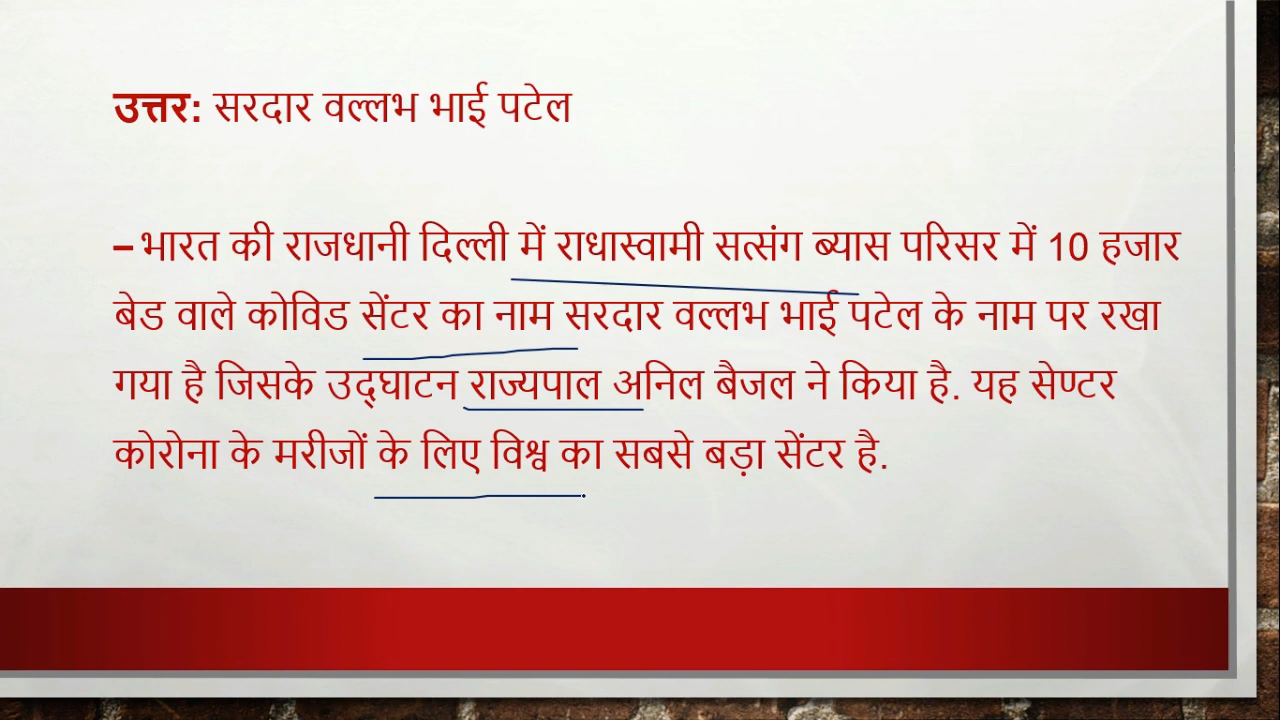 उत्तर: सरदार वल्लभ भाई पटेल
– भारत की राजधानी दिल्ली में राधास्वामी सत्संग ब्यास परिसर में 10 हजार
बेड वाले कोविड सेंटर का नाम सरदार वल्लभ भाई पटेल के नाम पर रखा
गया है जिसके उद्घाटन राज्यपाल अनिल बैजल ने किया है. यह सेण्टर
कोरोना के मरीजों के लिए विश्व का सबसे बड़ा सेंटर है.